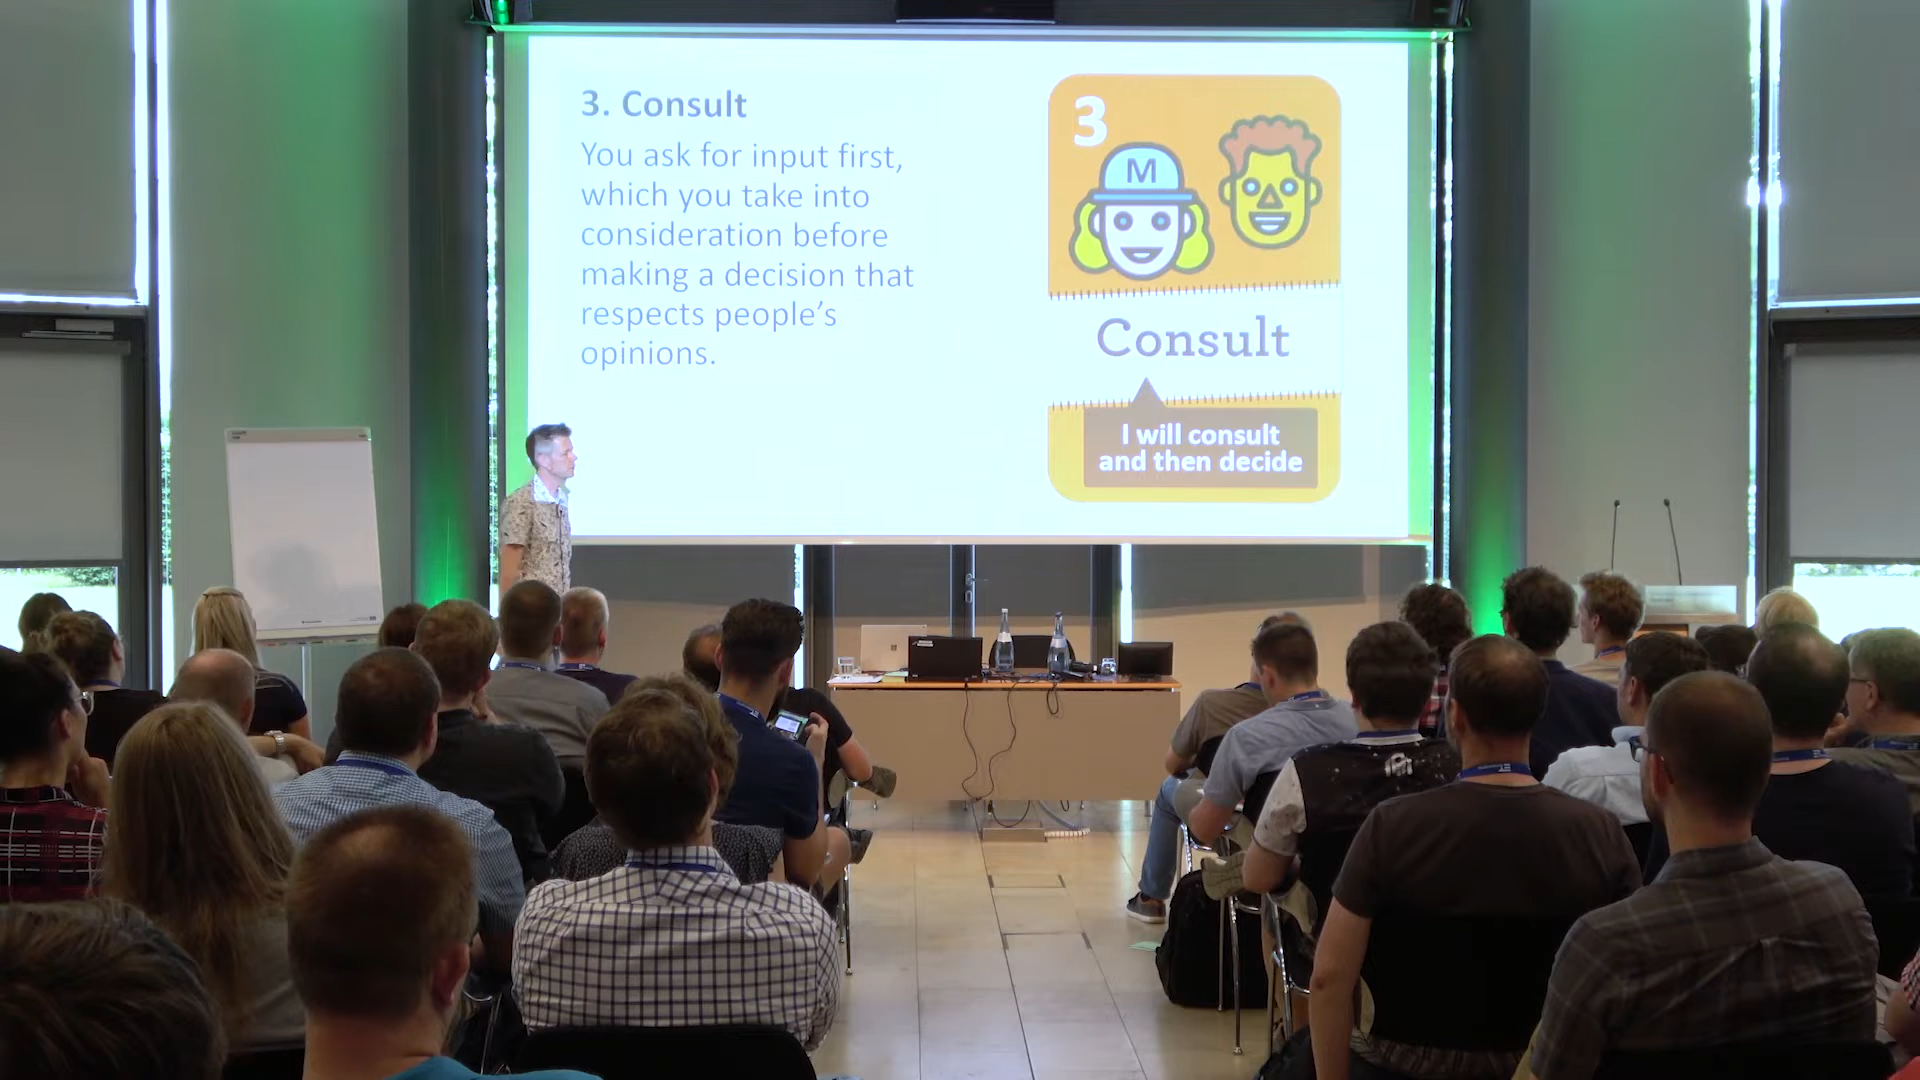 3. Consult
You ask for input first,
which you take into
consideration before
making a decision that
respects people's
opinions.
3
M
Consult
I will consult
and then decide